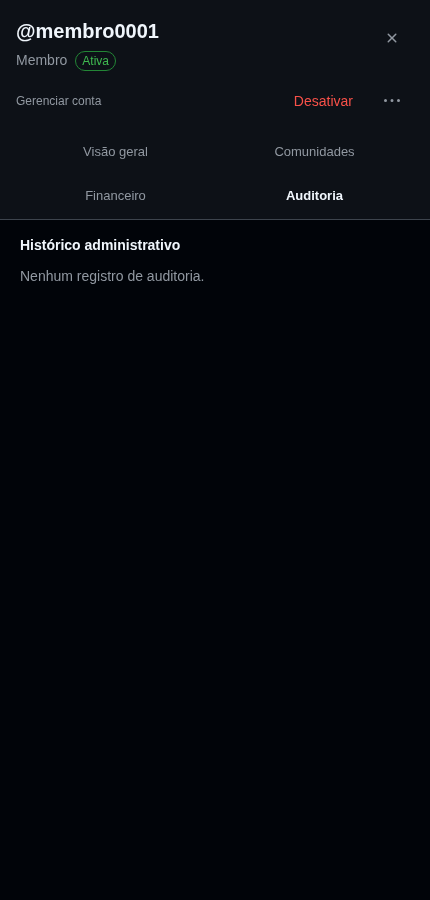 @membro0001
Membro Ativa
Gerenciar conta Desativar
Visão geral Comunidades
Financeiro Auditoria
Histórico administrativo
Nenhum registro de auditoria.